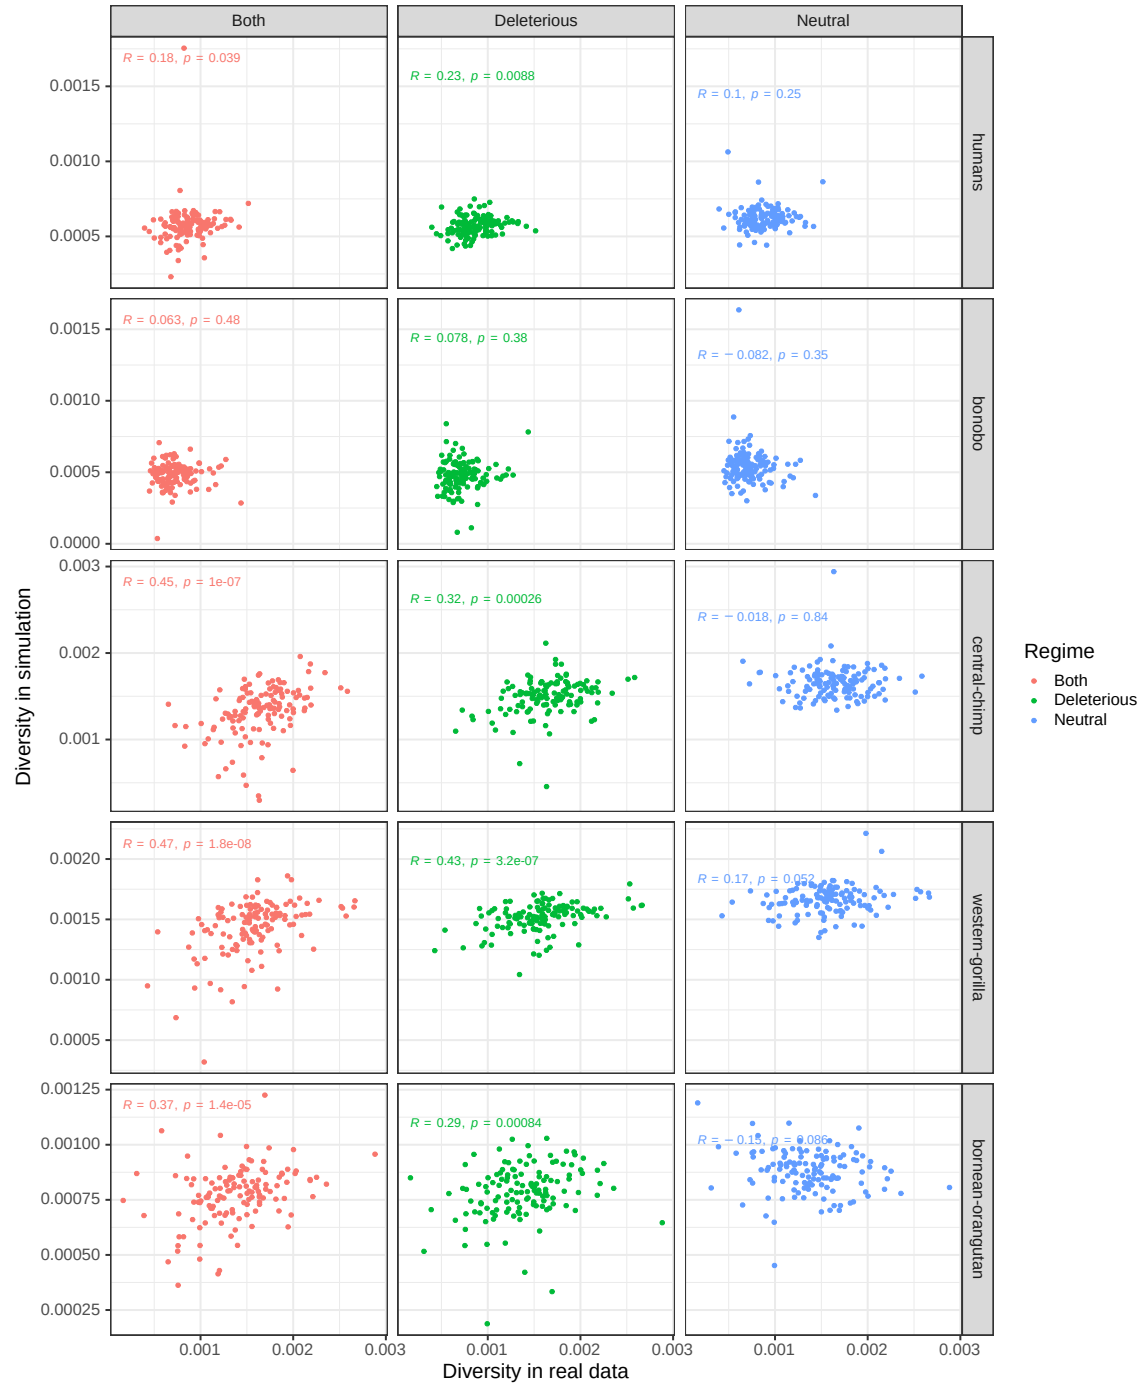 Both Deleterious Neutral
R = 0.18, p = 0.039
R = 0.23, p = 0.0088
R = 0.1, p = 0.25
0.0015
0.0010
0.0005
humans
R = 0.063, p = 0.48
R = 0.078, p = 0.38
R = −0.082, p = 0.35
0.0015
0.0010
0.0005
0.0000
bonobo
R = 0.45, p = 1e-07
R = 0.32, p = 0.00026
R = −0.018, p = 0.84
0.003
0.002
0.001
central-chimp
R = 0.47, p = 1.8e-08
R = 0.43, p = 3.2e-07
R = 0.17, p = 0.052
0.0020
0.0015
0.0010
0.0005
western-gorilla
R = 0.37, p = 1.4e-05
R = 0.29, p = 0.00084
R = −0.15, p = 0.086
0.00125
0.00100
0.00075
0.00050
0.00025
bornean-orangutan
0.001 0.002 0.003 0.001 0.002 0.003 0.001 0.002 0.003
Diversity in real data
Diversity in simulation
Regime
Both
Deleterious
Neutral